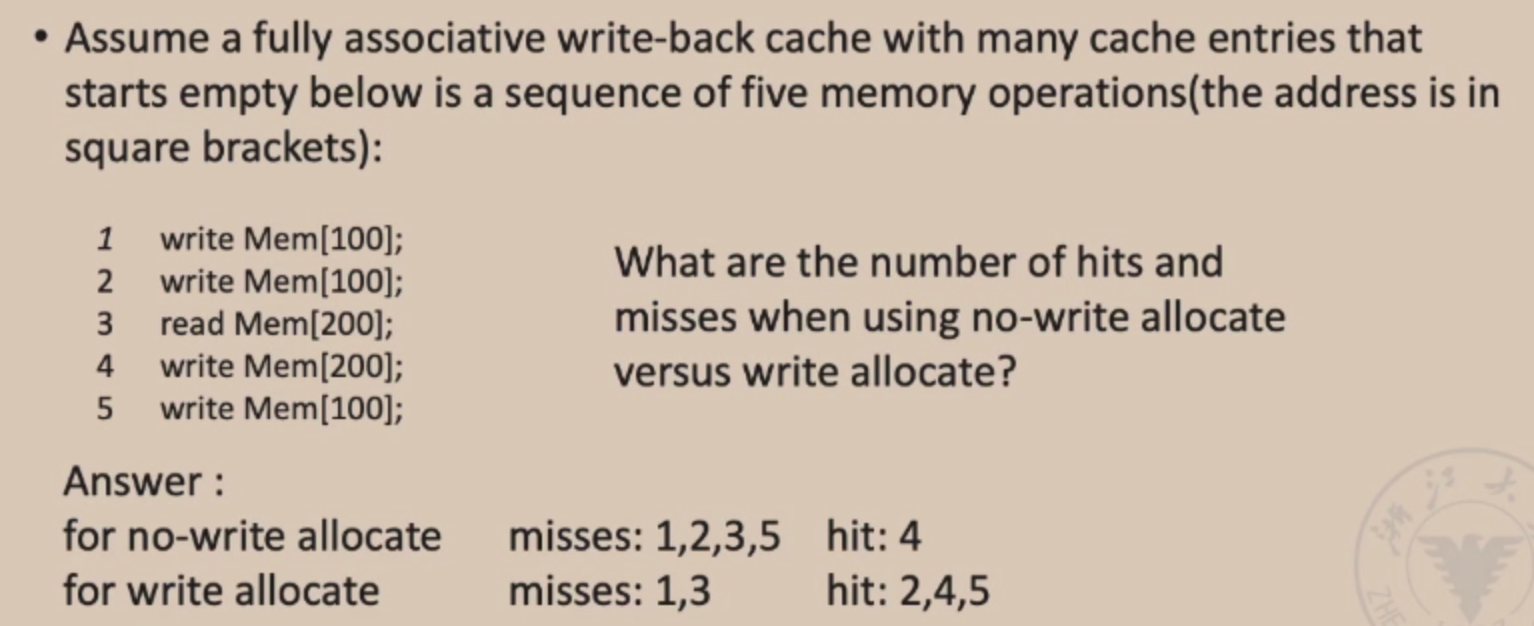 • Assume a fully associative write-back cache with many cache entries that
starts empty below is a sequence of five memory operations(the address is in
square brackets):
1 write Mem[100];
2 write Mem[100];
3 read Mem[200];
4 write Mem[200];
5 write Mem[100];
What are the number of hits and
misses when using no-write allocate
versus write allocate?
Answer :
for no-write allocate misses: 1,2,3,5 hit: 4
for write allocate misses: 1,3 hit: 2,4,5